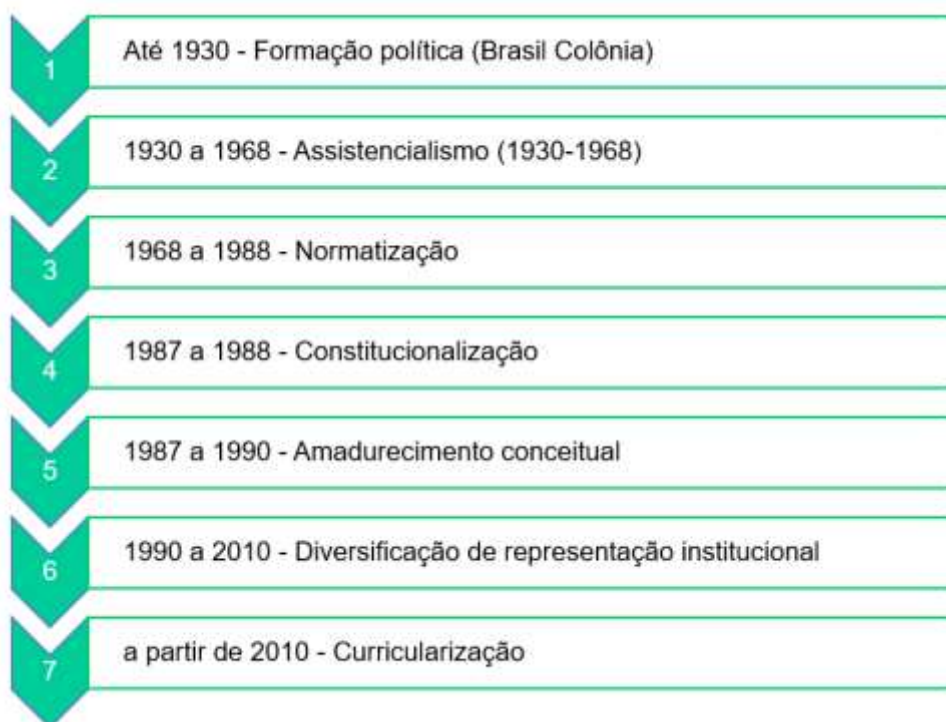 1
Até 1930 - Formação política (Brasil Colônia)
2
1930 a 1968 - Assistencialismo (1930-1968)
3
1968 a 1988 - Normatização
4
1987 a 1988 - Constitucionalização
5
1987 a 1990 - Amadurecimento conceitual
6
1990 a 2010 - Diversificação de representação institucional
7
a partir de 2010 - Curricularização